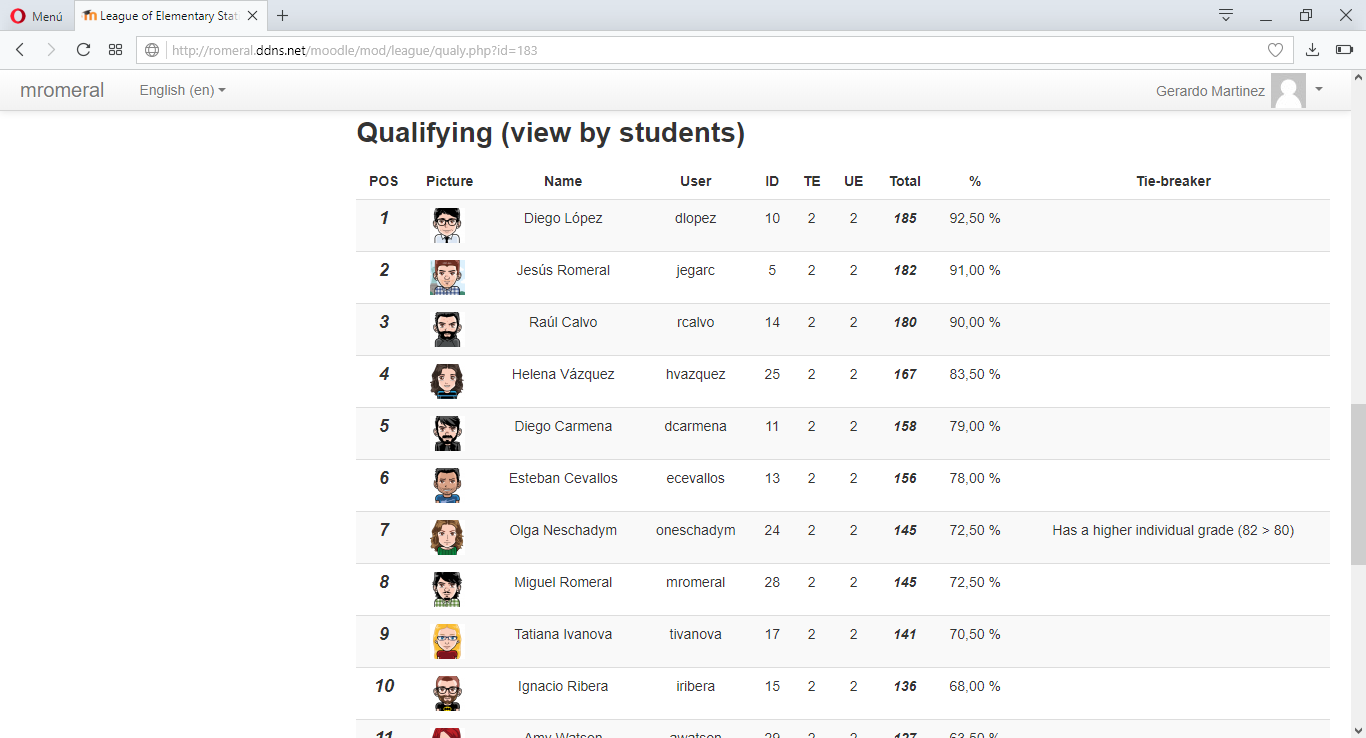 Menú
League of Elementary Stat
http://romeral.ddns.net/moodle/mod/league/qualy.php?id=183
mromeral English (en) Gerardo Martinez
Qualifying (view by students)
POS Picture Name User ID TE UE Total % Tie-breaker
1 Diego López dlopez 10 2 2 185 92,50 %
2 Jesús Romeral jegarc 5 2 2 182 91,00 %
3 Raúl Calvo rcalvo 14 2 2 180 90,00 %
4 Helena Vázquez hvazquez 25 2 2 167 83,50 %
5 Diego Carmena dcarmena 11 2 2 158 79,00 %
6 Esteban Cevallos ecevallos 13 2 2 156 78,00 %
7 Olga Neschadym oneschadym 24 2 2 145 72,50 % Has a higher individual grade (82 > 80)
8 Miguel Romeral mromeral 28 2 2 145 72,50 %
9 Tatiana Ivanova tivanova 17 2 2 141 70,50 %
10 Ignacio Ribera iribera 15 2 2 136 68,00 %
11 Amy Watson awatson 29 2 2 127 63,50 %